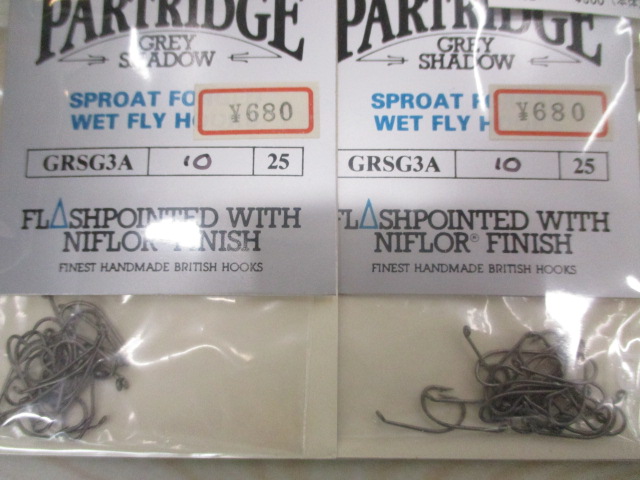 PARTRIDGE
GREY
SHADOW
SPROAT FO
WET FLY H
¥680
GRSG3A 10 25
FLASHPOINTED WITH
NIFLOR® FINISH
FINEST HANDMADE BRITISH HOOKS
PARTRIDGE
GREY
SHADOW
SPROAT F
WET FLY H
¥680
GRSG3A 10 25
FLASHPOINTED WITH
NIFLOR® FINISH
FINEST HANDMADE BRITISH HOOKS